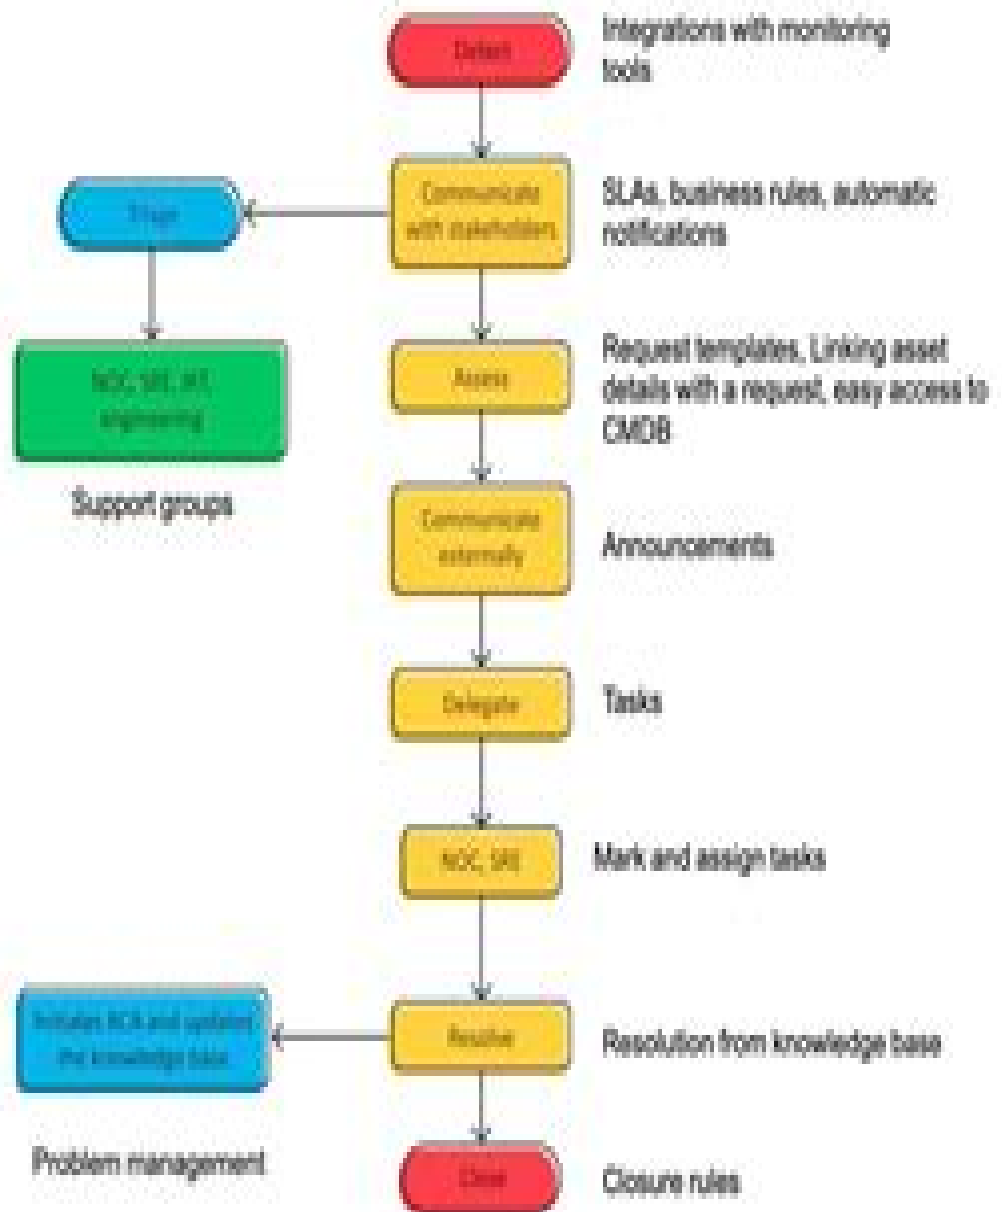 Detect
Integrations with monitoring
tools
Communicate
with stakeholders
SLAs, business rules, automatic
notifications
Triage
Assess
Request templates, Linking asset
details with a request, easy access to
CMDB
NOC, SRE,
engineering
Support groups
Communicate
externally
Announcements
Delegate
Tasks
NOC, SRE
Mark and assign tasks
Resolve
Resolution from knowledge base
Initiates RCA and updates
the knowledge base
Problem management
Close
Closure rules